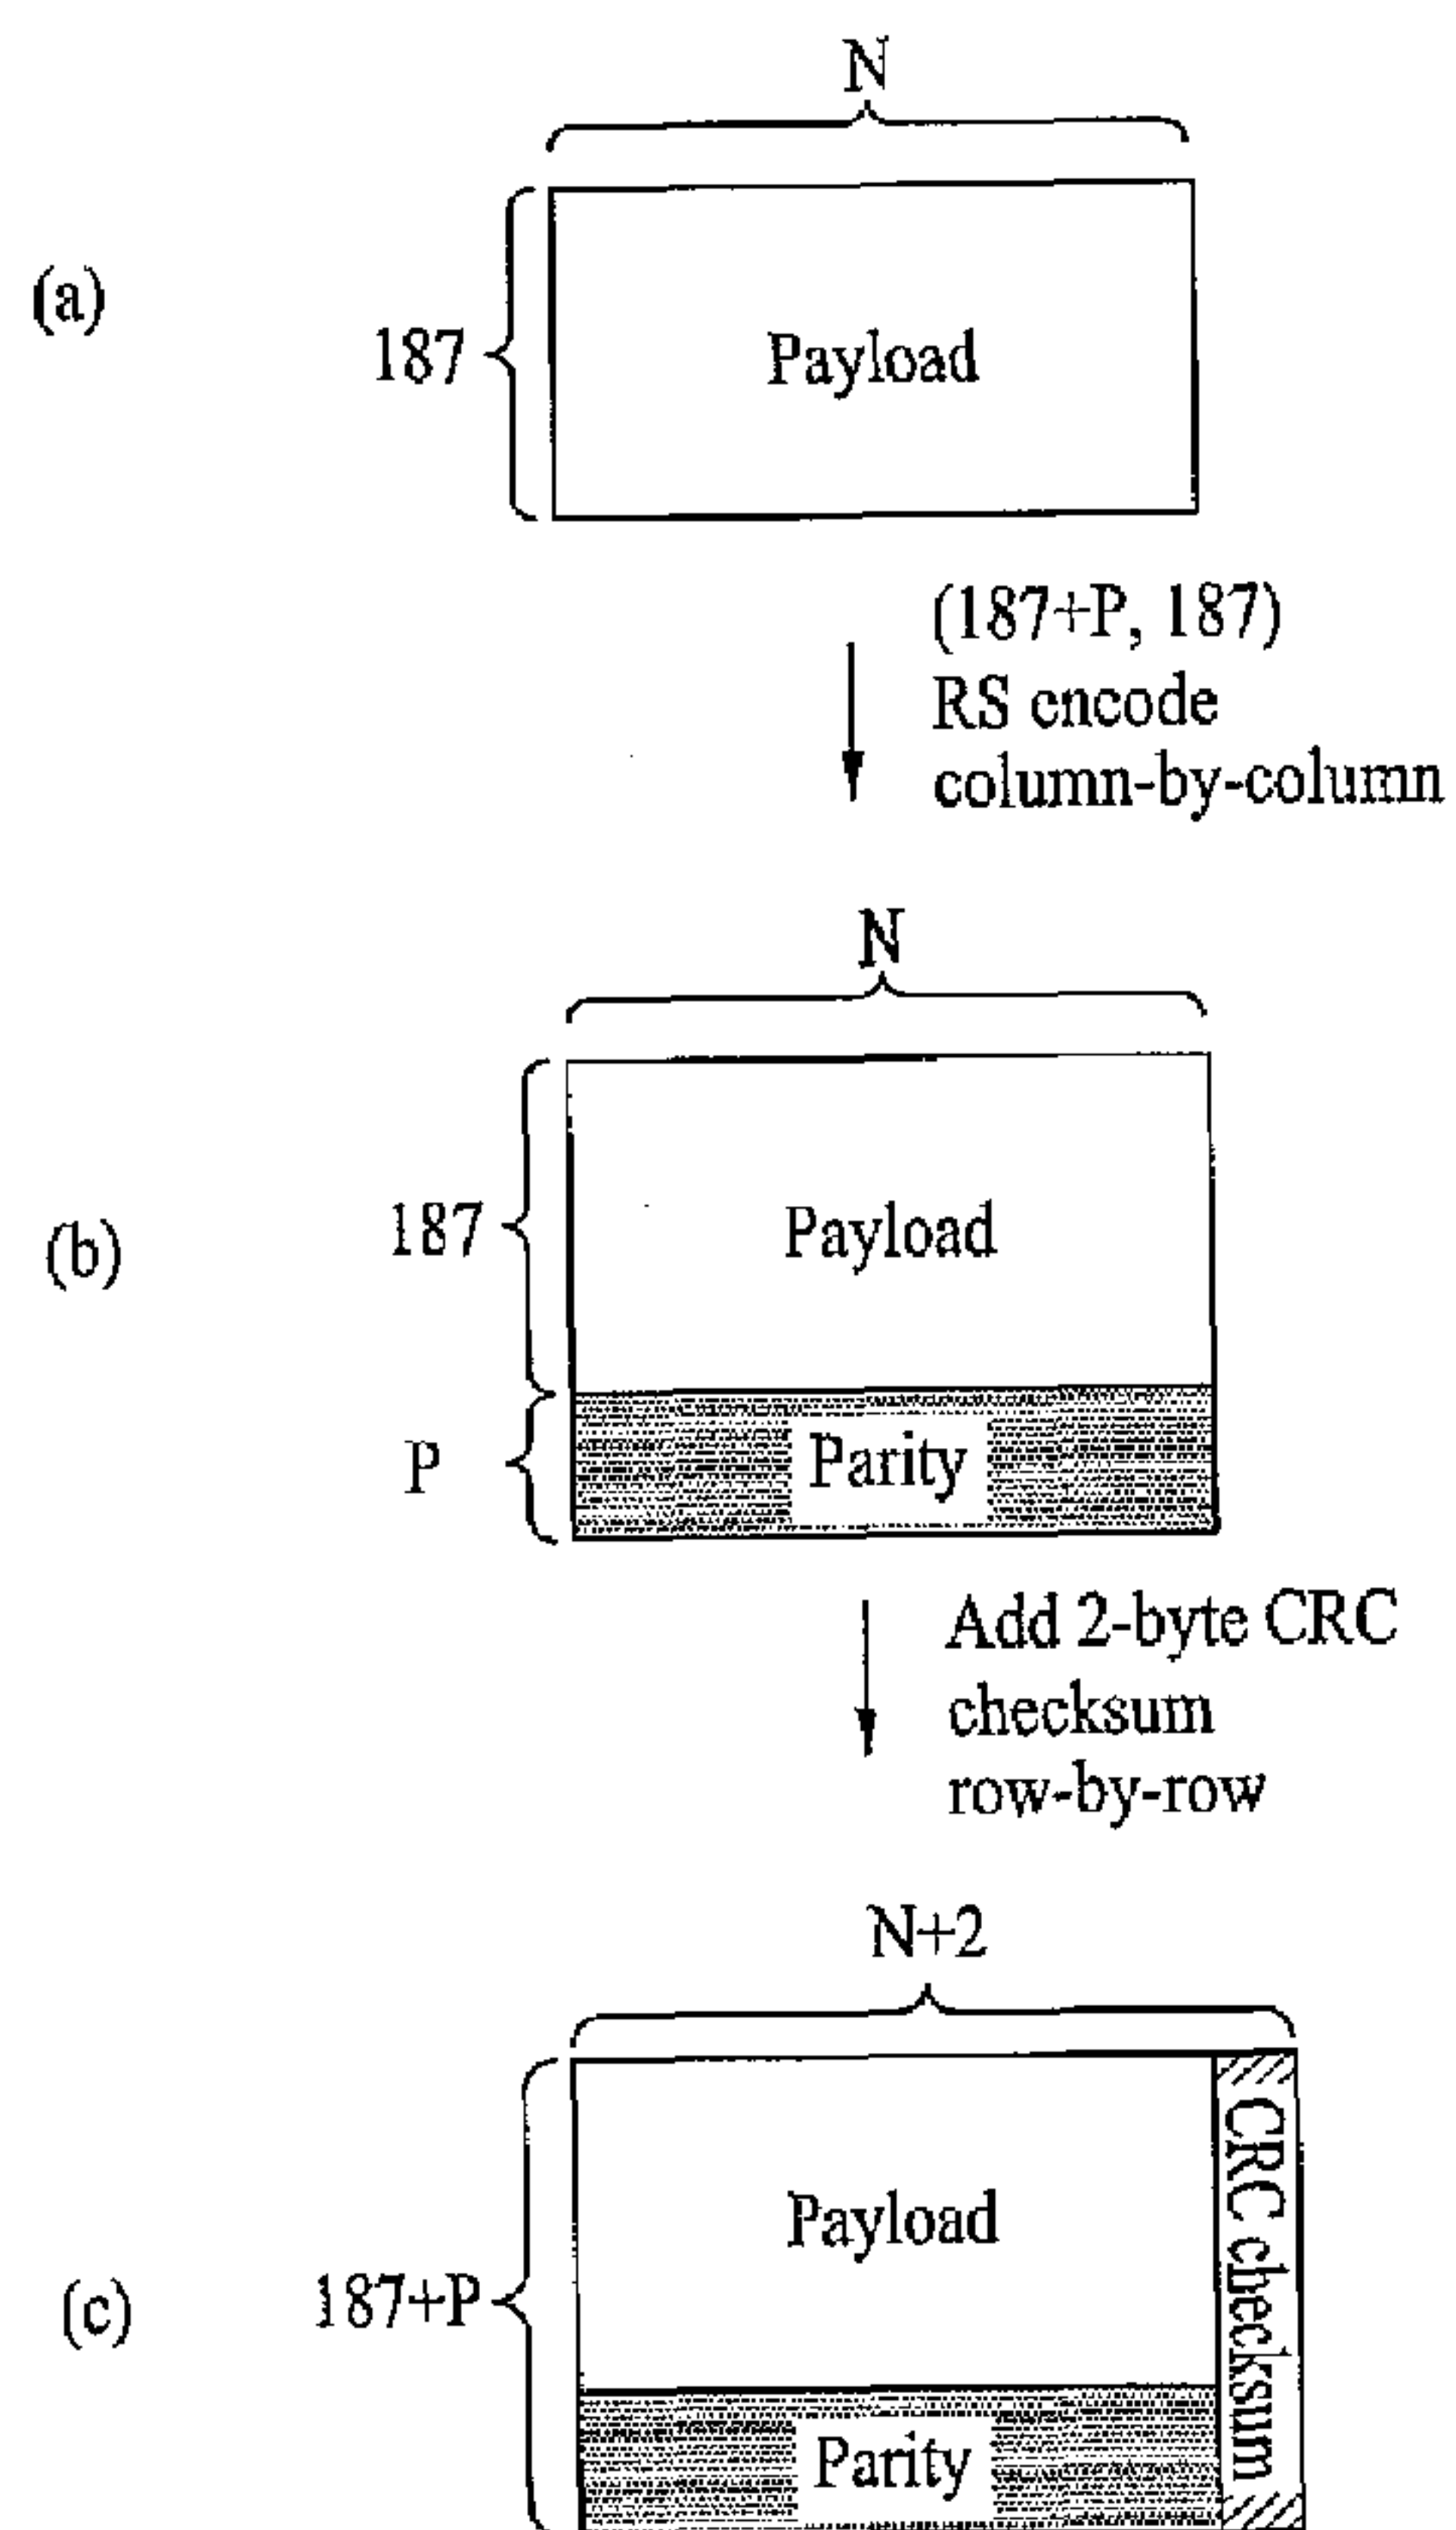 N
(a)
187
Payload
(187+P, 187)
RS encode
column-by-column
N
(b)
187
Payload
P
Parity
Add 2-byte CRC
checksum
row-by-row
N+2
(c)
187+P
Payload
CRC checksum
Parity